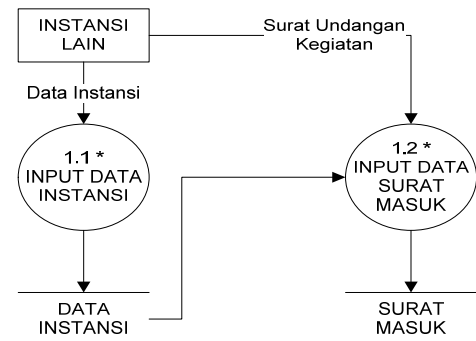 INSTANSI
LAIN
Surat Undangan
Kegiatan
Data Instansi
1.1 *
INPUT DATA
INSTANSI
1.2 *
INPUT DATA
SURAT
MASUK
DATA
INSTANSI
SURAT
MASUK